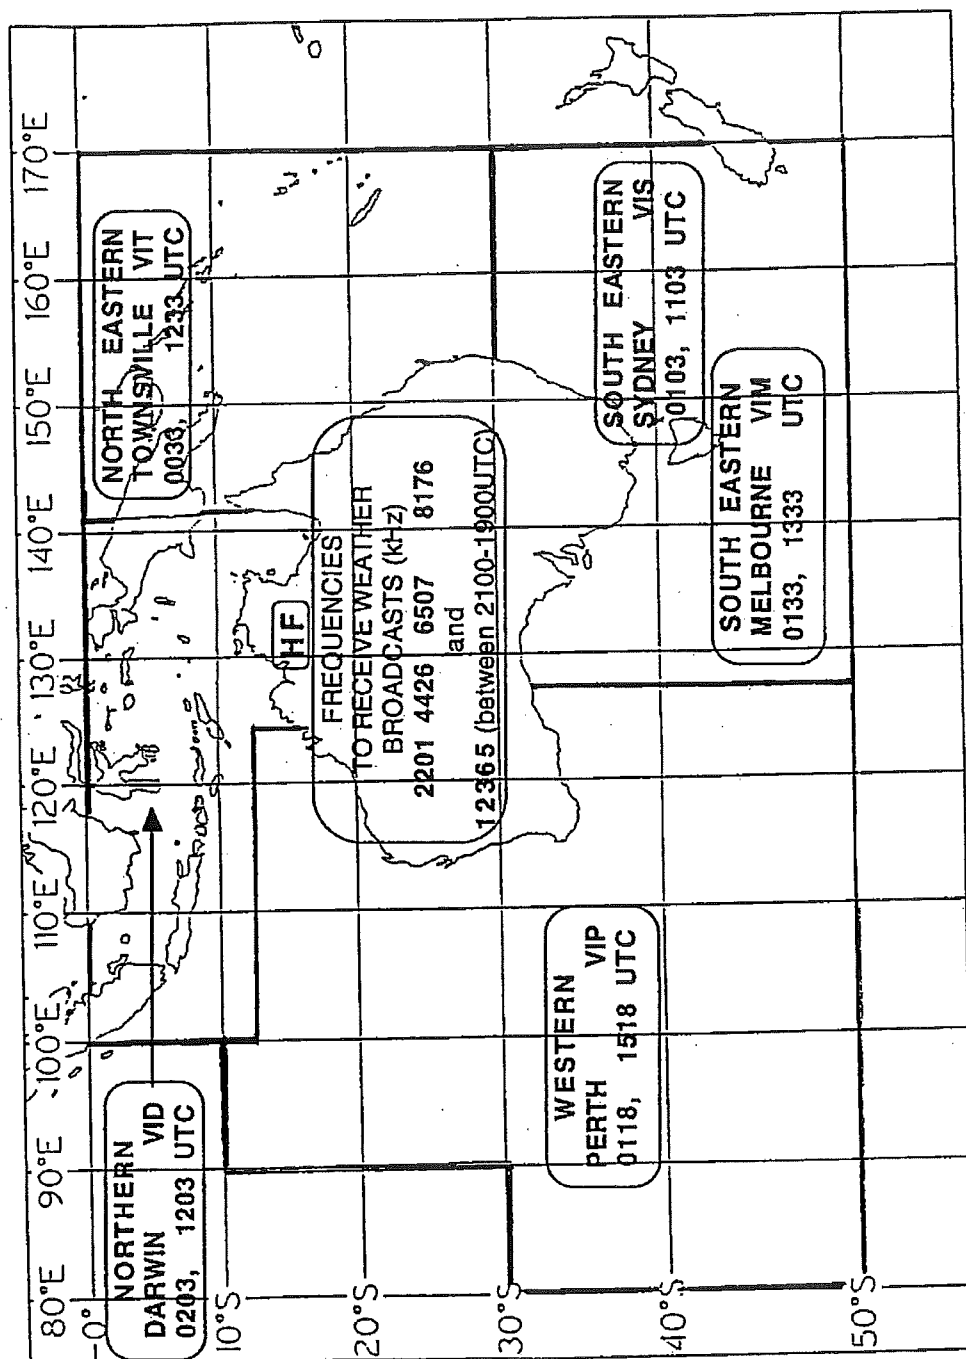 80°E 90°E 100°E 110°E 120°E 130°E 140°E 150°E 160°E 170°E
0°
10°S
20°S
30°S
40°S
50°S
NORTHERN
DARWIN VID
0203, 1203 UTC
NORTH EASTERN
TOWNSVILLE VIT
0033, 1233 UTC
HF
FREQUENCIES
TO RECEIVE WEATHER
BROADCASTS (kHz)
2201 4426 6507 8176
and
12365 (between 2100-1900UTC)
WESTERN
PERTH VIP
0118, 1518 UTC
SOUTH EASTERN
SYDNEY VIS
0103, 1103 UTC
SOUTH EASTERN
MELBOURNE VIM
0133, 1333 UTC